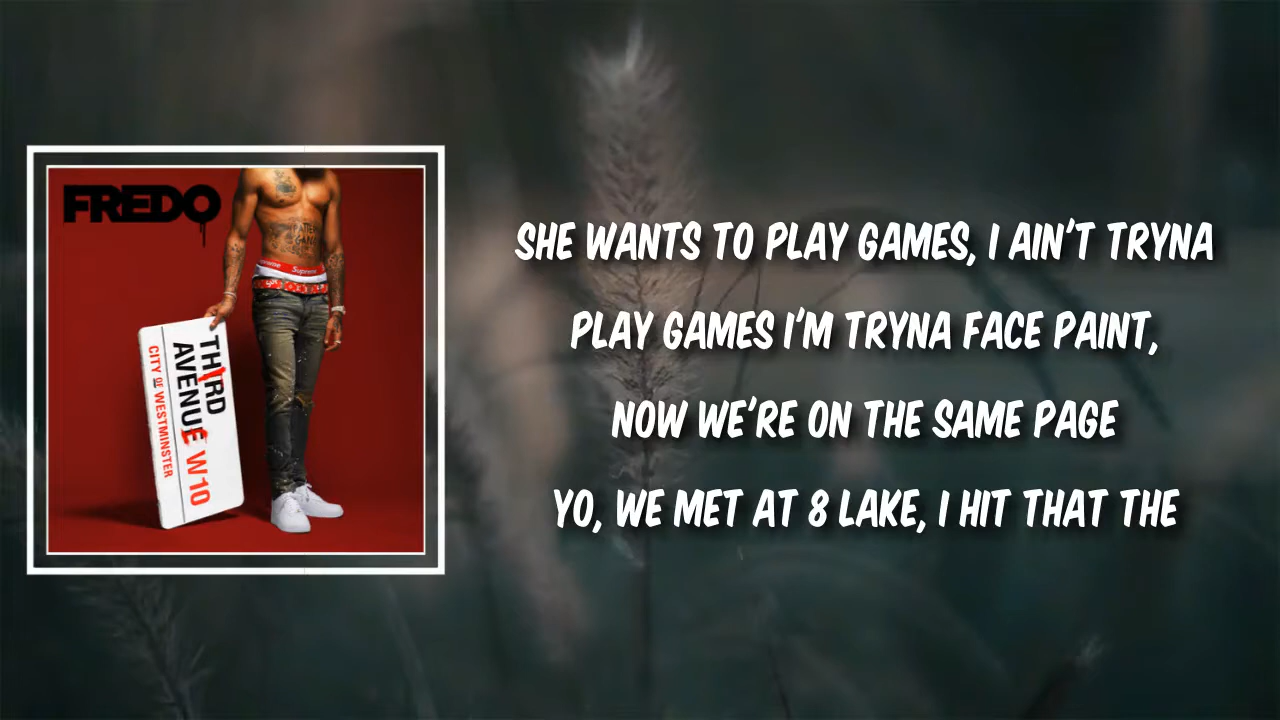 FREDO
THIRD
AVENUE W10
CITY OF WESTMINSTER
Supreme
SHE WANTS TO PLAY GAMES, I AIN'T TRYNA
PLAY GAMES I'M TRYNA FACE PAINT,
NOW WE'RE ON THE SAME PAGE
YO, WE MET AT 8 LAKE, I HIT THAT THE